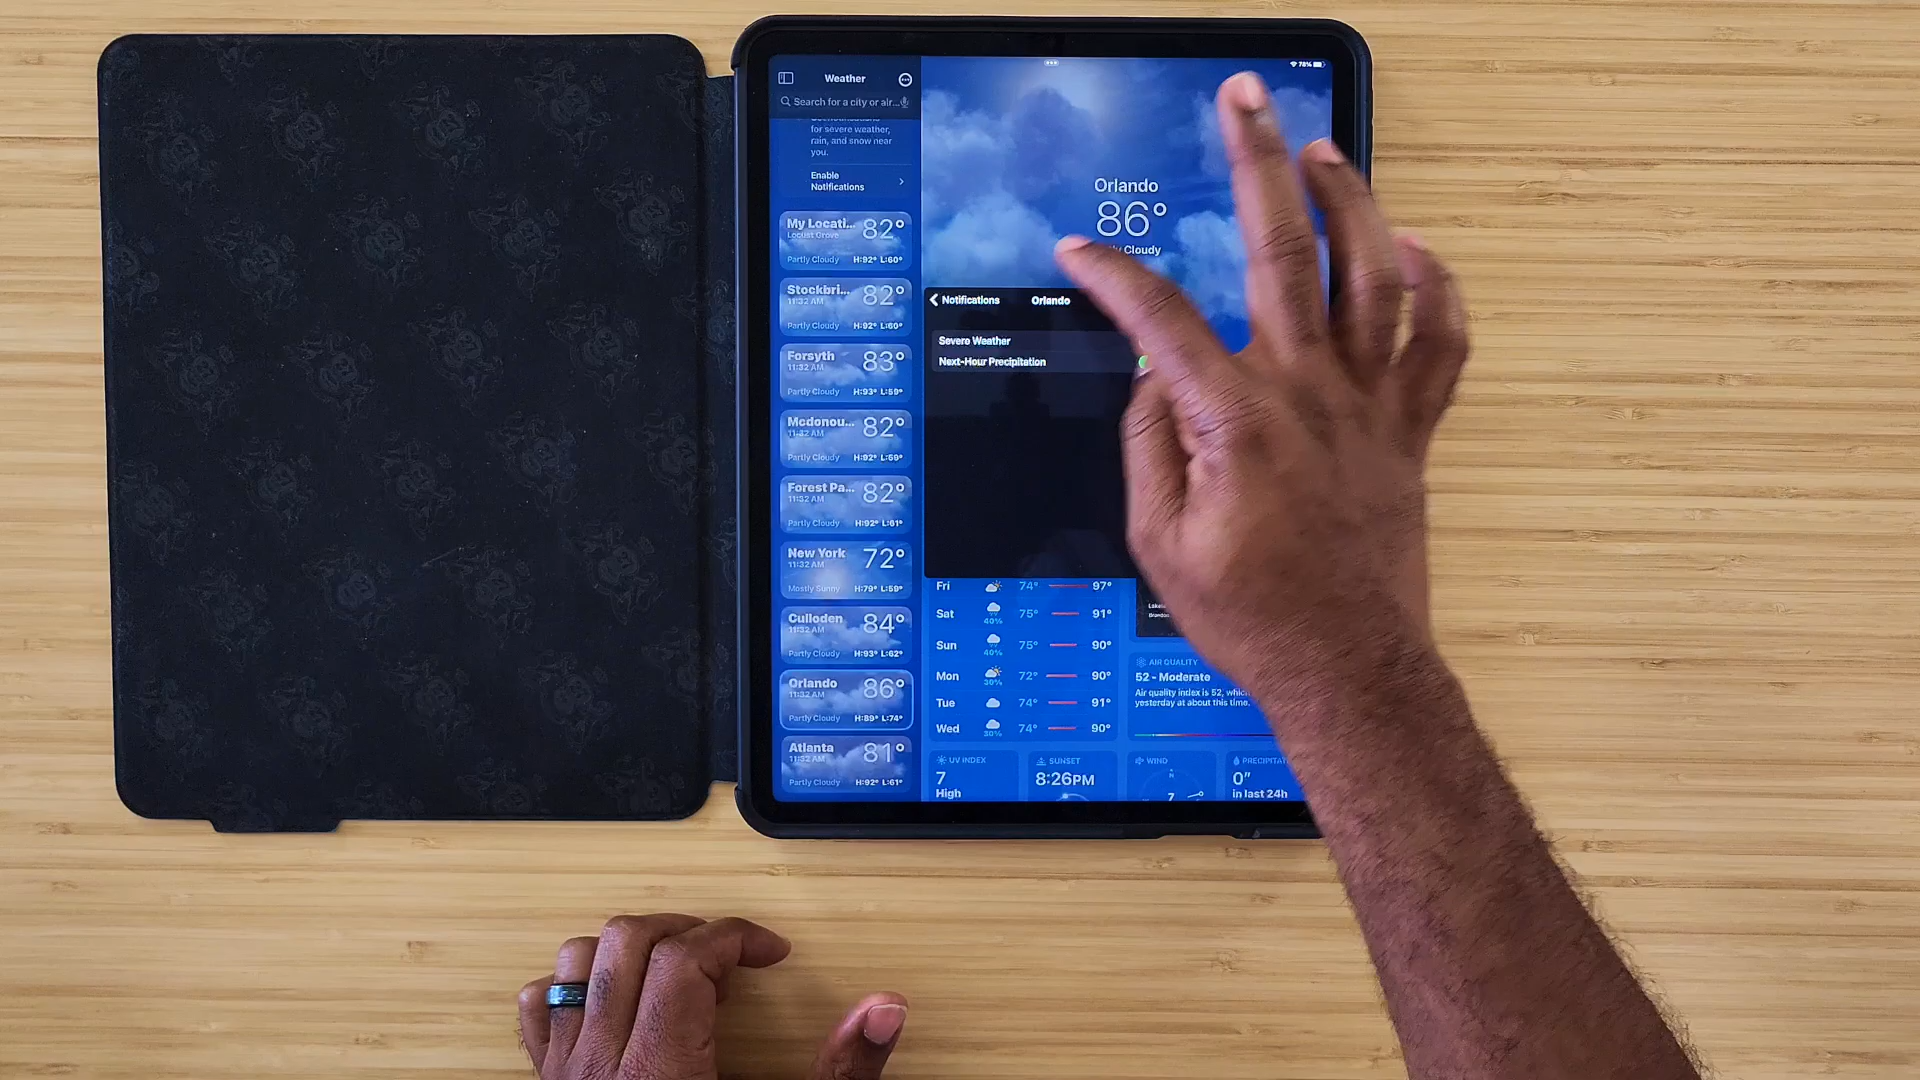 Weather
78%
Search for a city or air...
for severe weather,
rain, and snow near
you.
Enable
Notifications
My Locati... 82°
Locust Grove
Partly Cloudy H:92° L:60°
Stockbri... 82°
11:32 AM
Partly Cloudy H:92° L:60°
Forsyth 83°
11:32 AM
Partly Cloudy H:93° L:59°
Mcdonou... 82°
11:32 AM
Partly Cloudy H:92° L:59°
Forest Pa... 82°
11:32 AM
Partly Cloudy H:92° L:61°
New York 72°
11:32 AM
Mostly Sunny H:79° L:59°
Culloden 84°
11:32 AM
Partly Cloudy H:93° L:62°
Orlando 86°
11:32 AM
Partly Cloudy H:89° L:74°
Atlanta 81°
11:32 AM
Partly Cloudy H:92° L:61°
Orlando
86°
Cloudy
Notifications Orlando
Severe Weather
Next-Hour Precipitation
Fri 74° 97°
Sat 40% 75° 91°
Sun 40% 75° 90°
Mon 30% 72° 90°
Tue 74° 91°
Wed 30% 74° 90°
AIR QUALITY
52 - Moderate
Air quality index is 52, which
yesterday at about this time.
UV INDEX
7
High
SUNSET
8:26PM
WIND
N
7
PRECIPITAT
0"
in last 24h